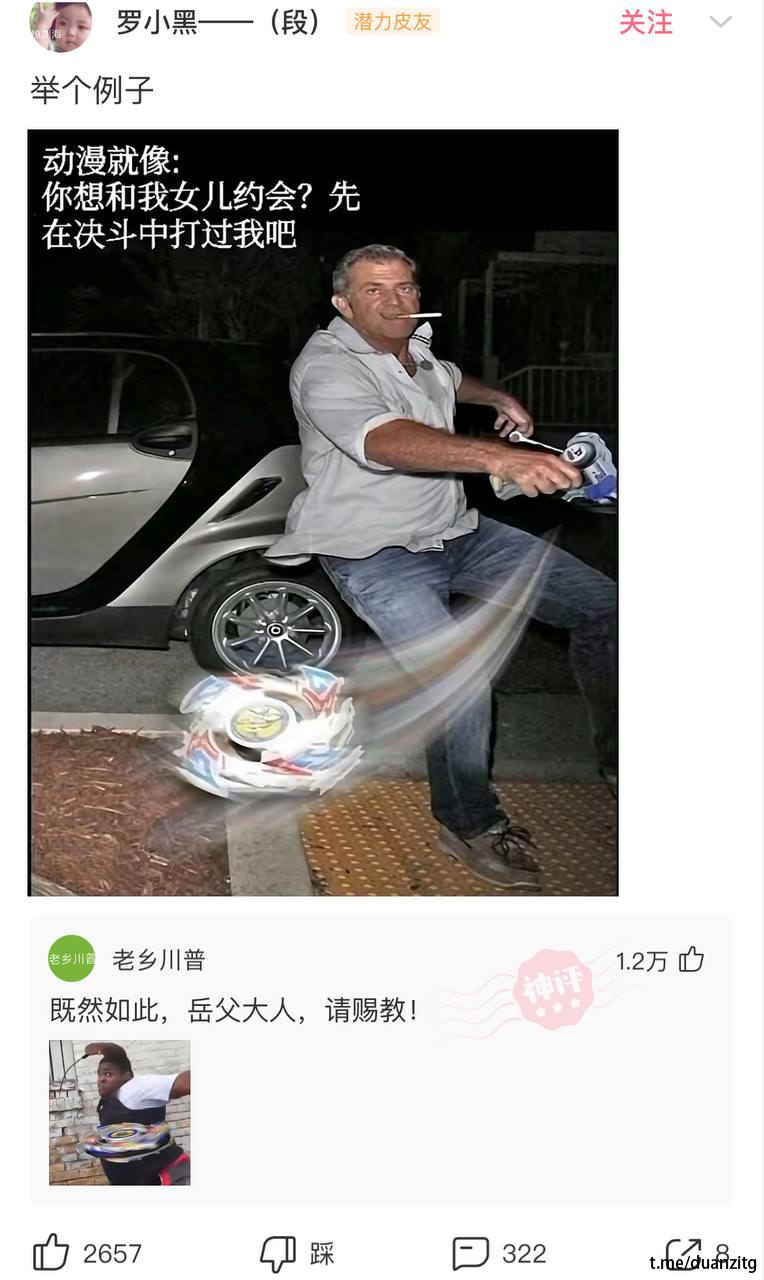 罗小黑——（段）
潜力皮友
关注
举个例子
动漫就像:
你想和我女儿约会？先
在决斗中打过我吧
老乡川普
老乡川普
1.2万
神评
既然如此，岳父大人，请赐教！
2657
踩
322
8
t.me/duanzitg